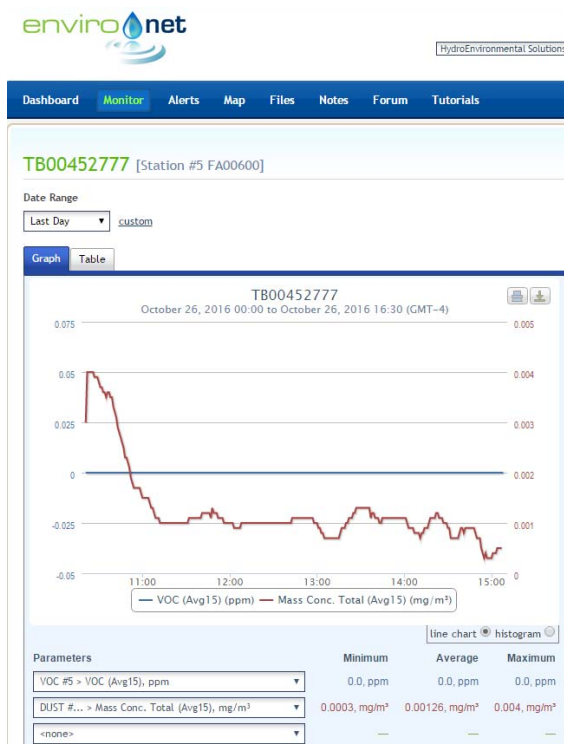 enviro net
HydroEnvironmental Solutions
Dashboard Monitor Alerts Map Files Notes Forum Tutorials
TB00452777 [Station #5 FA00600]
Date Range
Last Day ▼ custom
Graph Table
TB00452777
October 26, 2016 00:00 to October 26, 2016 16:30 (GMT-4)
0.075 0.005
0.05 0.004
0.025 0.003
0 0.002
-0.025 0.001
-0.05 0
11:00 12:00 13:00 14:00 15:00
VOC (Avg15) (ppm) Mass Conc. Total (Avg15) (mg/m³)
line chart histogram
Parameters Minimum Average Maximum
VOC #5 > VOC (Avg15), ppm ▼ 0.0, ppm 0.0, ppm 0.0, ppm
DUST #... > Mass Conc. Total (Avg15), mg/m³ ▼ 0.0003, mg/m³ 0.00126, mg/m³ 0.004, mg/m³
<none> ▼ — — —